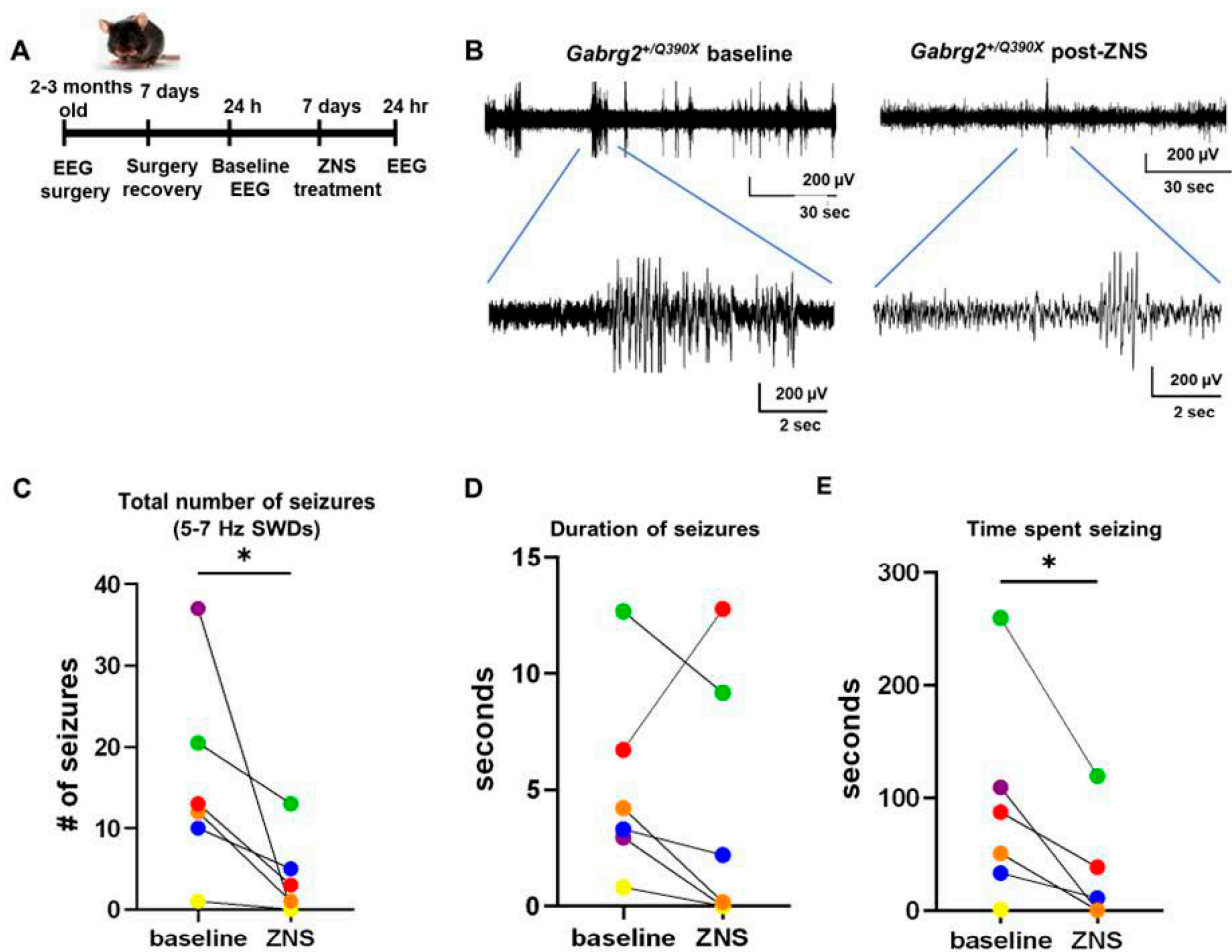 A
2-3 months
old
7 days
24 h
7 days
24 hr
EEG
surgery
Surgery
recovery
Baseline
EEG
ZNS
treatment
EEG
B
Gabrg2+/Q390X baseline
200 µV
30 sec
200 µV
2 sec
Gabrg2+/Q390X post-ZNS
200 µV
30 sec
200 µV
2 sec
C
Total number of seizures
(5-7 Hz SWDs)
*
# of seizures
40
30
20
10
0
baseline
ZNS
D
Duration of seizures
seconds
15
10
5
0
baseline
ZNS
E
Time spent seizing
*
seconds
300
200
100
0
baseline
ZNS